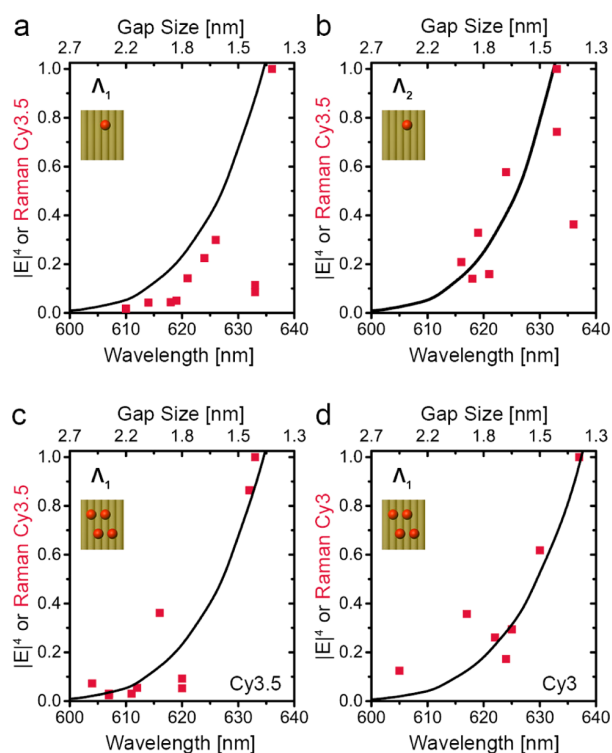 a
Gap Size [nm]
2.7 2.2 1.8 1.5 1.3
Λ1
|E|⁴ or Raman Cy3.5
1.0
0.8
0.6
0.4
0.2
0.0
600 610 620 630 640
Wavelength [nm]
b
Gap Size [nm]
2.7 2.2 1.8 1.5 1.3
Λ2
|E|⁴ or Raman Cy3.5
1.0
0.8
0.6
0.4
0.2
0.0
600 610 620 630 640
Wavelength [nm]
c
Gap Size [nm]
2.7 2.2 1.8 1.5 1.3
Λ1
|E|⁴ or Raman Cy3.5
1.0
0.8
0.6
0.4
0.2
0.0
Cy3.5
600 610 620 630 640
Wavelength [nm]
d
Gap Size [nm]
2.7 2.2 1.8 1.5 1.3
Λ1
|E|⁴ or Raman Cy3
1.0
0.8
0.6
0.4
0.2
0.0
Cy3
600 610 620 630 640
Wavelength [nm]